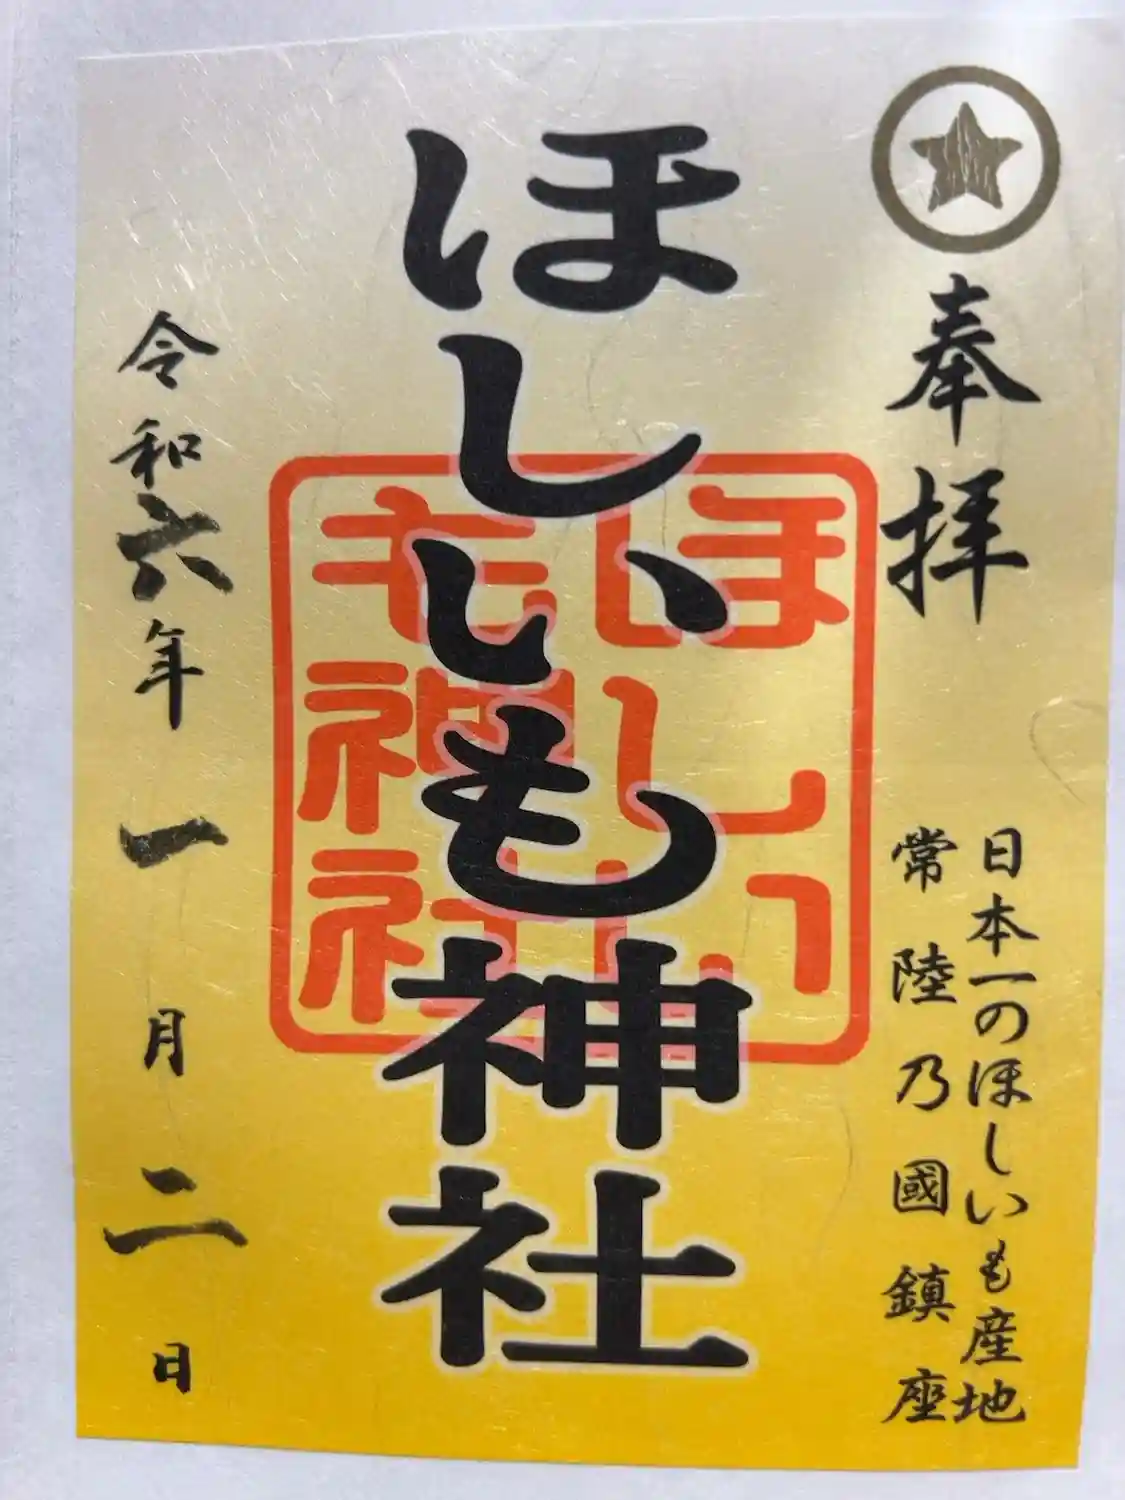 奉拝
日本一のほしいも産地
常陸乃國鎮座
ほしいも神社
ほしい
も神社
令和六年一月二日